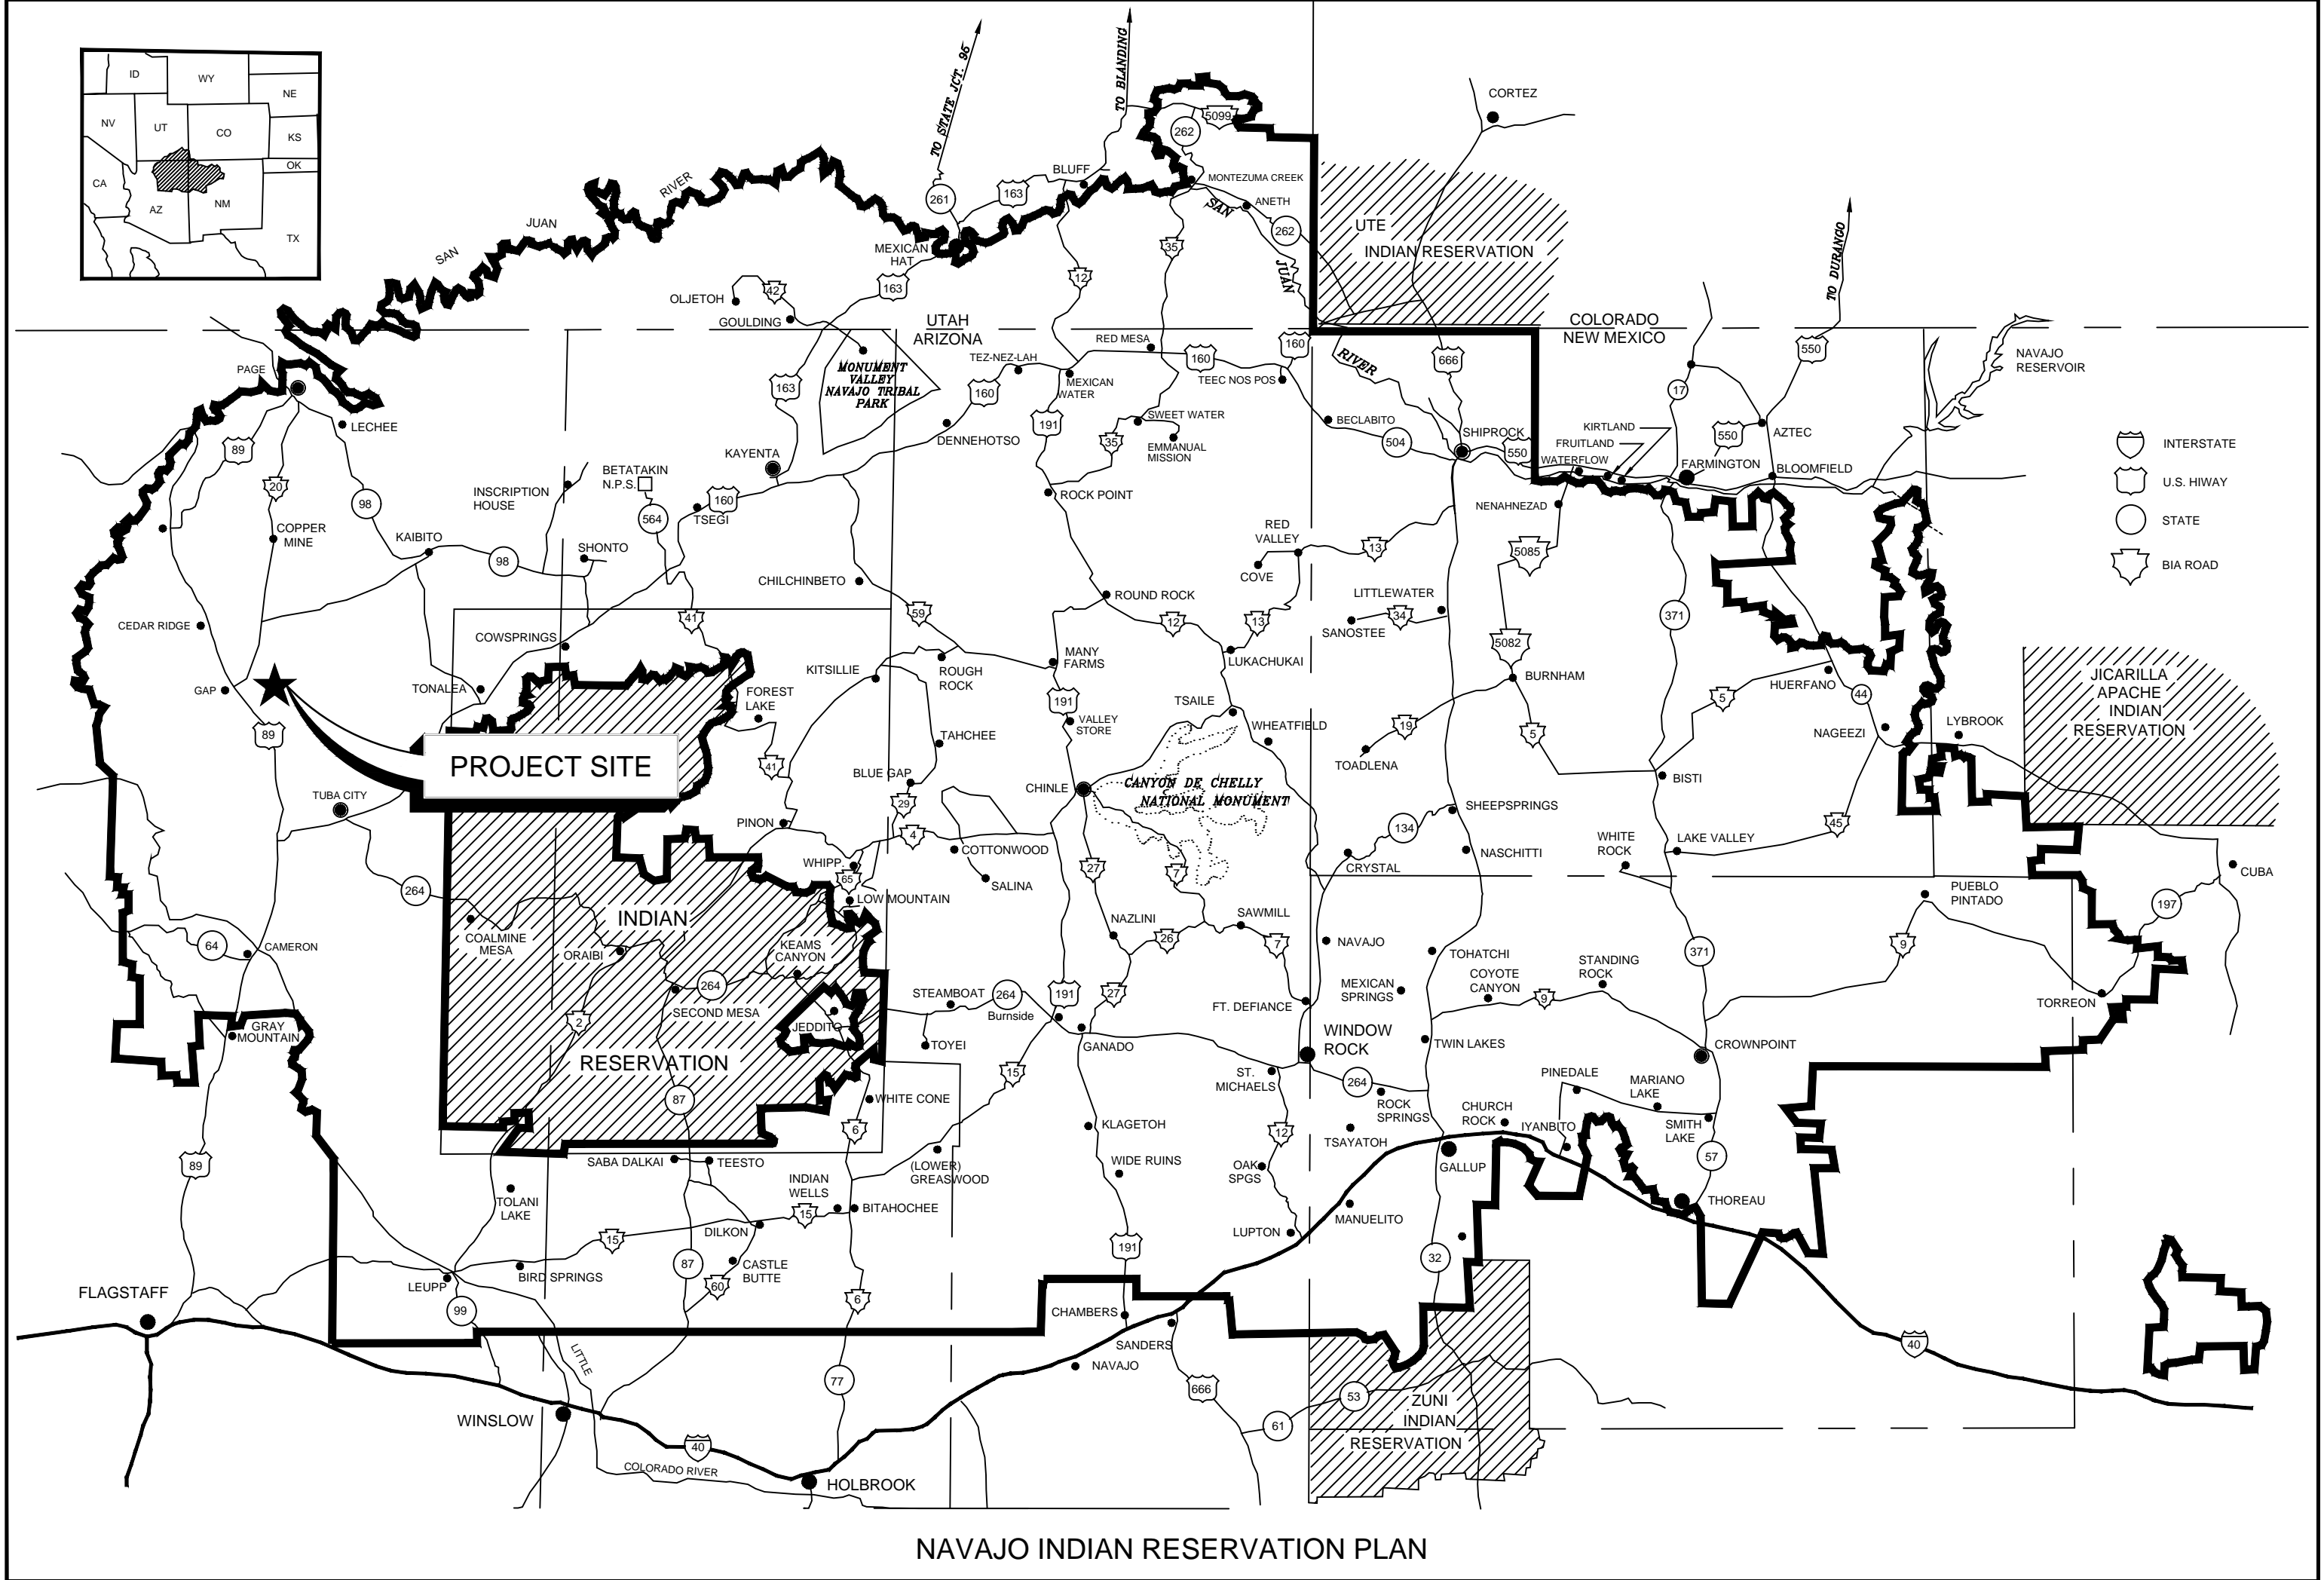 ID
WY
NE
NV
UT
CO
KS
OK
CA
AZ
NM
TX
TO STATE JCT. 95
TO BLANDING
CORTEZ
5099
262
BLUFF
MONTEZUMA CREEK
SAN
ANETH
262
JUAN
UTE
INDIAN RESERVATION
TO DURANGO
RIVER
JUAN
SAN
261
163
MEXICAN
HAT
163
35
12
OLJETOH
42
GOULDING
UTAH
ARIZONA
COLORADO
NEW MEXICO
RED MESA
160
160
TEZ-NEZ-LAH
MEXICAN
WATER
TEEC NOS POS
RIVER
666
550
NAVAJO
RESERVOIR
PAGE
MONUMENT
VALLEY
NAVAJO TRIBAL
PARK
163
160
17
LECHEE
89
DENNEHOTSO
191
SWEET WATER
35
EMMANUAL
MISSION
BECLABITO
504
SHIPROCK
550
KIRTLAND
FRUITLAND
WATERFLOW
FARMINGTON
550
AZTEC
BLOOMFIELD
INTERSTATE
U.S. HIWAY
STATE
BIA ROAD
KAYENTA
BETATAKIN
N.P.S.
INSCRIPTION
HOUSE
20
98
160
564
TSEGI
ROCK POINT
NENAHNEZAD
COPPER
MINE
KAIBITO
98
SHONTO
CHILCHINBETO
RED
VALLEY
13
COVE
5085
CEDAR RIDGE
COWSPRINGS
41
59
ROUND ROCK
12
13
LITTLEWATER
34
SANOSTEE
371
5082
GAP
TONALEA
KITSILLIE
ROUGH
ROCK
MANY
FARMS
LUKACHUKAI
BURNHAM
HUERFANO
44
5
JICARILLA
APACHE
INDIAN
RESERVATION
FOREST
LAKE
191
VALLEY
STORE
TSAILE
WHEATFIELD
19
5
NAGEEZI
LYBROOK
89
PROJECT SITE
TAHCHEE
41
BLUE GAP
CHINLE
CANYON DE CHELLY
NATIONAL MONUMENT
TOADLENA
BISTI
TUBA CITY
29
PINON
4
COTTONWOOD
SHEEPSPRINGS
134
NASCHITTI
CRYSTAL
WHITE
ROCK
LAKE VALLEY
45
CUBA
WHIPP.
65
SALINA
27
7
264
LOW MOUNTAIN
PUEBLO
PINTADO
197
INDIAN
COALMINE
MESA
ORAIBI
KEAMS
CANYON
NAZLINI
26
SAWMILL
7
NAVAJO
TOHATCHI
371
9
64
CAMERON
264
SECOND MESA
STEAMBOAT
264
Burnside
191
27
FT. DEFIANCE
MEXICAN
SPRINGS
COYOTE
CANYON
STANDING
ROCK
9
TORREON
GRAY
MOUNTAIN
2
JEDDITO
TOYEI
GANADO
WINDOW
ROCK
TWIN LAKES
CROWNPOINT
RESERVATION
15
ST.
MICHAELS
264
ROCK
SPRINGS
PINEDALE
MARIANO
LAKE
87
WHITE CONE
6
KLAGETOH
12
TSAYATOH
CHURCH
ROCK
IYANBITO
SMITH
LAKE
89
SABA DALKAI
TEESTO
(LOWER)
GREASWOOD
WIDE RUINS
OAK
SPGS
GALLUP
57
THOREAU
TOLANI
LAKE
INDIAN
WELLS
15
BITAHOCHEE
LUPTON
MANUELITO
15
DILKON
191
32
FLAGSTAFF
LEUPP
BIRD SPRINGS
87
60
CASTLE
BUTTE
99
6
CHAMBERS
SANDERS
40
LITTLE
NAVAJO
77
666
53
ZUNI
INDIAN
RESERVATION
61
WINSLOW
40
COLORADO RIVER
HOLBROOK
NAVAJO INDIAN RESERVATION PLAN